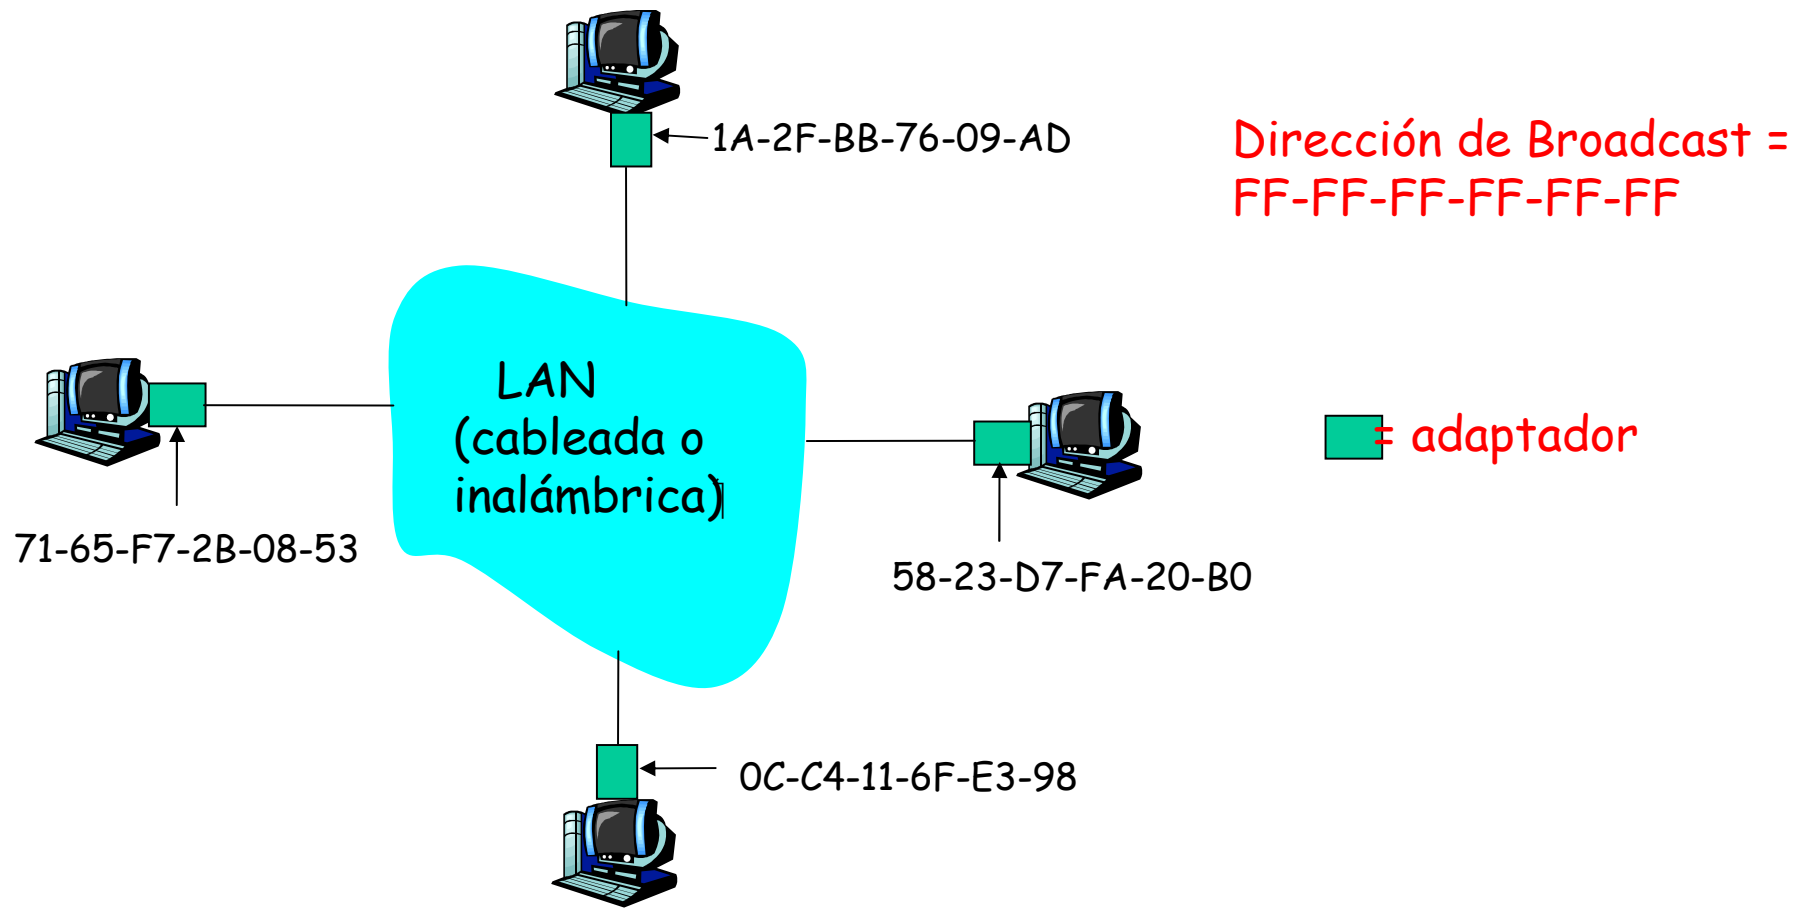 1A-2F-BB-76-09-AD
Dirección de Broadcast =
FF-FF-FF-FF-FF-FF
LAN
(cableada o
inalámbrica)
= adaptador
71-65-F7-2B-08-53
58-23-D7-FA-20-B0
0C-C4-11-6F-E3-98